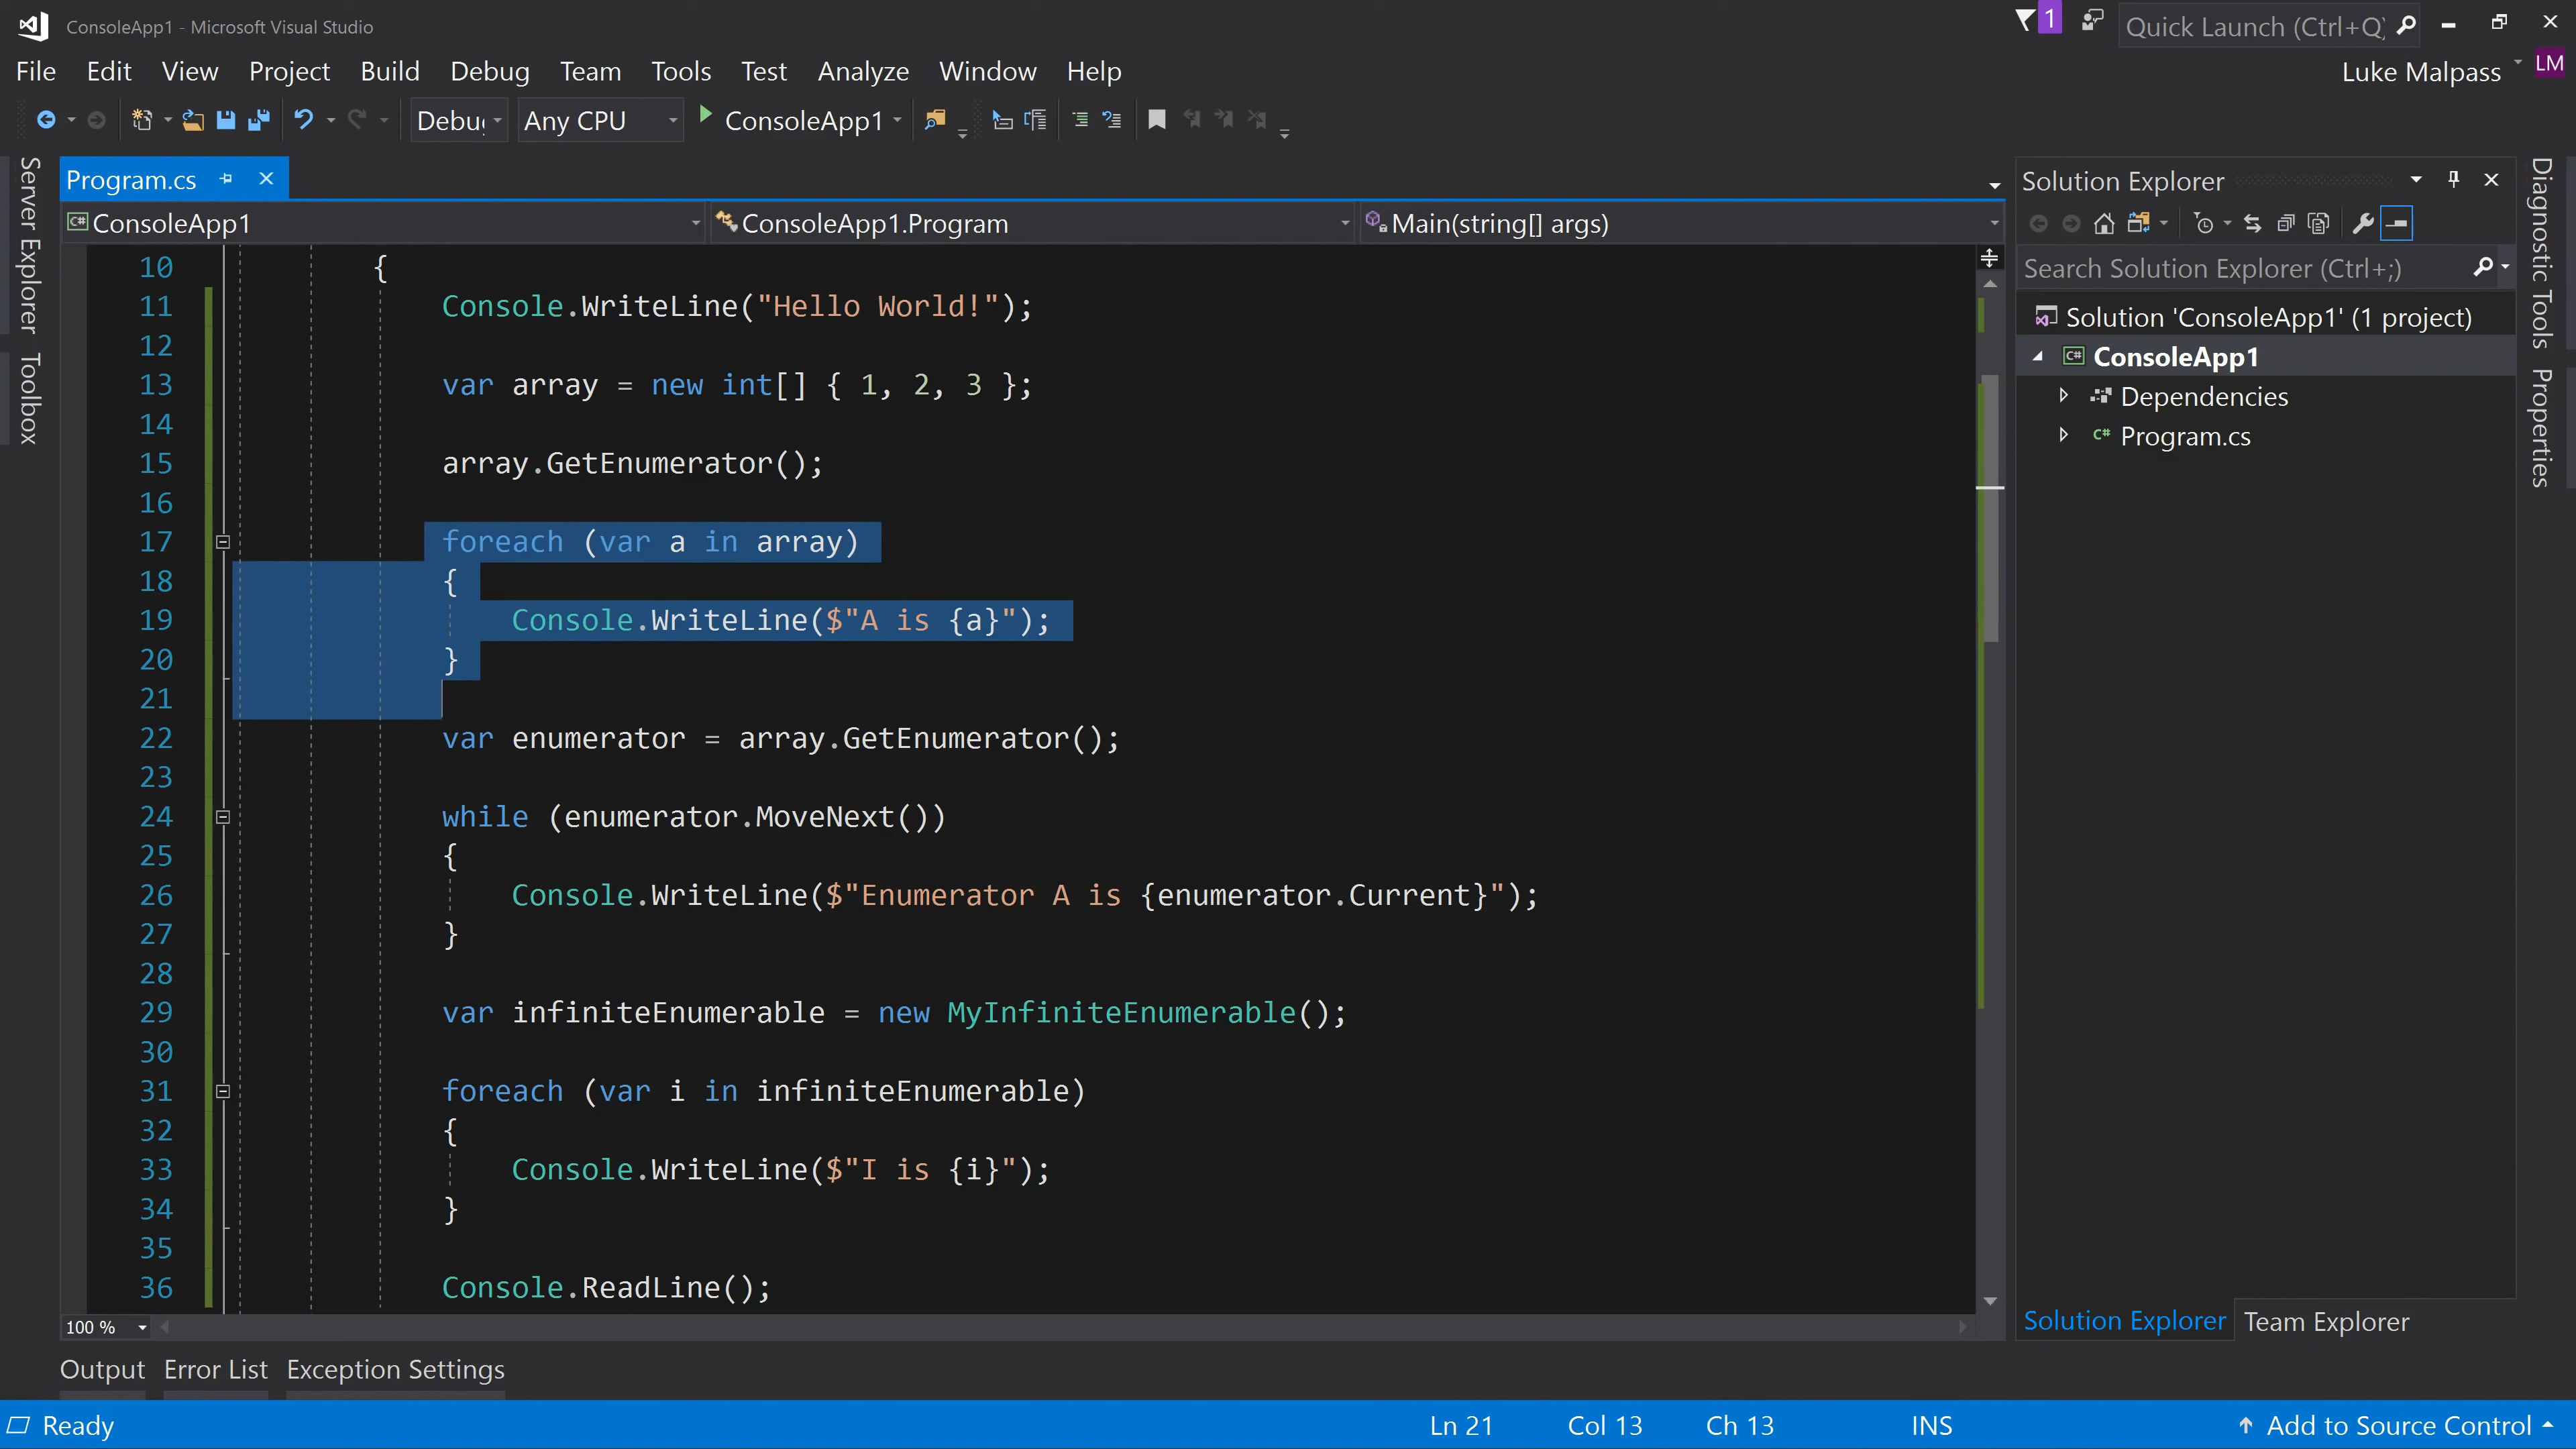 ConsoleApp1 - Microsoft Visual Studio
1
Quick Launch (Ctrl+Q)
File Edit View Project Build Debug Team Tools Test Analyze Window Help
Luke Malpass LM
Debug Any CPU ConsoleApp1
Server Explorer
Toolbox
Program.cs
ConsoleApp1 ConsoleApp1.Program Main(string[] args)
10 {
11 Console.WriteLine("Hello World!");
12
13 var array = new int[] { 1, 2, 3 };
14
15 array.GetEnumerator();
16
17 foreach (var a in array)
18 {
19 Console.WriteLine($"A is {a}");
20 }
21
22 var enumerator = array.GetEnumerator();
23
24 while (enumerator.MoveNext())
25 {
26 Console.WriteLine($"Enumerator A is {enumerator.Current}");
27 }
28
29 var infiniteEnumerable = new MyInfiniteEnumerable();
30
31 foreach (var i in infiniteEnumerable)
32 {
33 Console.WriteLine($"I is {i}");
34 }
35
36 Console.ReadLine();
100 %
Solution Explorer
Search Solution Explorer (Ctrl+;)
Solution 'ConsoleApp1' (1 project)
C# ConsoleApp1
Dependencies
C# Program.cs
Solution Explorer Team Explorer
Diagnostic Tools
Properties
Output Error List Exception Settings
Ready Ln 21 Col 13 Ch 13 INS Add to Source Control